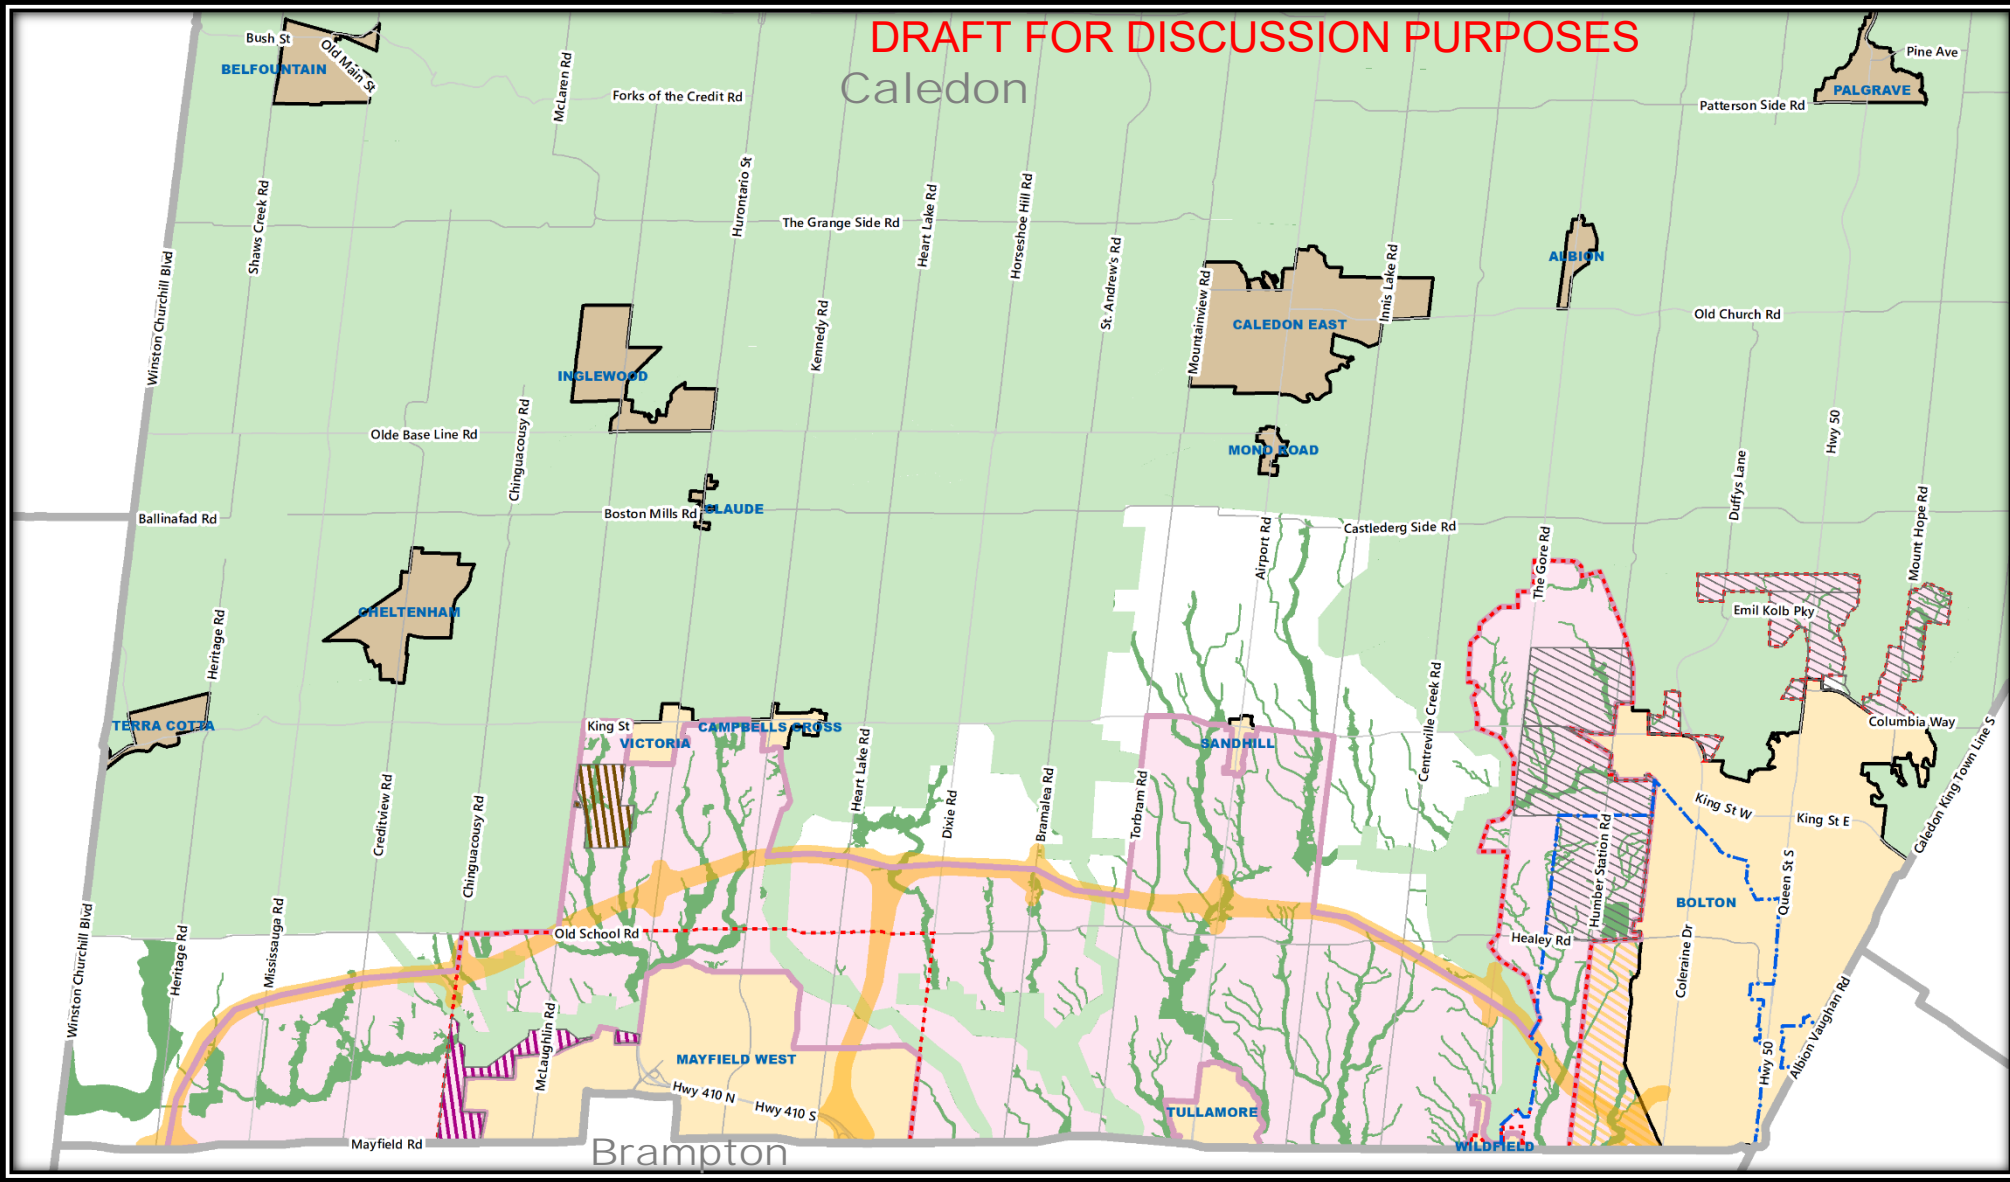 DRAFT FOR DISCUSSION PURPOSES
Caledon
Bush St
Old Main St
BELFOUNTAIN
McLaren Rd
Forks of the Credit Rd
Pine Ave
PALGRAVE
Patterson Side Rd
Shaws Creek Rd
Hurontario St
The Grange Side Rd
Heart Lake Rd
Horseshoe Hill Rd
St. Andrew's Rd
Winston Churchill Blvd
Kennedy Rd
Mountainview Rd
Innis Lake Rd
ALBION
CALEDON EAST
Old Church Rd
INGLEWOOD
Olde Base Line Rd
Chinguacousy Rd
MONO ROAD
Hwy 50
Duffys Lane
Mount Hope Rd
Ballinafad Rd
Boston Mills Rd
CLAUDE
Airport Rd
Castlederg Side Rd
The Gore Rd
CHELTENHAM
Heritage Rd
Emil Kolb Pky
Centreville Creek Rd
TERRA COTTA
King St
VICTORIA
CAMPBELLS CROSS
SANDHILL
Columbia Way
Caledon King Town Line S
Creditview Rd
Chinguacousy Rd
Heart Lake Rd
Dixie Rd
Bramalea Rd
Torbram Rd
King St W
King St E
Humber Station Rd
Queen St S
BOLTON
Winston Churchill Blvd
Heritage Rd
Mississauga Rd
Old School Rd
Healey Rd
Coleraine Dr
McLaughlin Rd
MAYFIELD WEST
Hwy 410 N
Hwy 410 S
TULLAMORE
WILDFIELD
Hwy 50
Albion Vaughan Rd
Mayfield Rd
Brampton